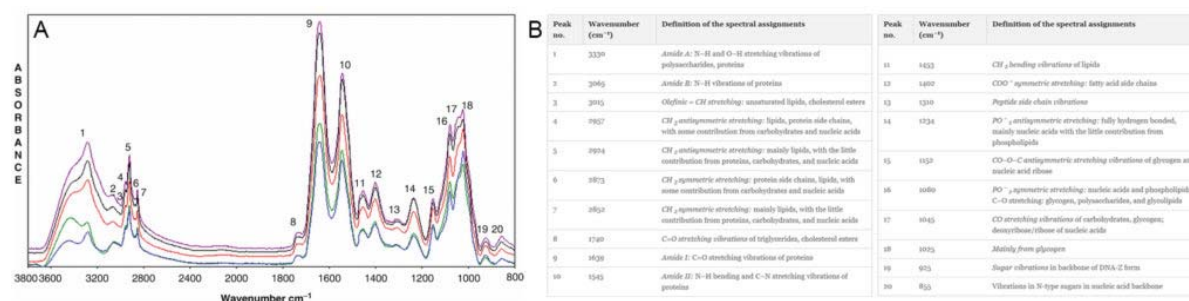 A
ABSORBANCE
1
2
3
4
5
6
7
8
9
10
11
12
13
14
15
16
17
18
19
20
3800 3600 3200 2800 2400 2000 1800 1600 1400 1200 1000 800
Wavenumber cm⁻¹
B
Peak no. Wavenumber (cm⁻¹) Definition of the spectral assignments
1 3330 Amide A: N–H and O–H stretching vibrations of
polysaccharides, proteins
2 3065 Amide B: N–H vibrations of proteins
3 3015 Olefinic = CH stretching: unsaturated lipids, cholesterol esters
4 2957 CH 3 antisymmetric stretching: lipids, protein side chains,
with some contribution from carbohydrates and nucleic acids
5 2924 CH 2 antisymmetric stretching: mainly lipids, with the little
contribution from proteins, carbohydrates, and nucleic acids
6 2873 CH 3 symmetric stretching: protein side chains, lipids, with
some contribution from carbohydrates and nucleic acids
7 2852 CH 2 symmetric stretching: mainly lipids, with the little
contribution from proteins, carbohydrates, and nucleic acids
8 1740 C=O stretching vibrations of triglycerides, cholesterol esters
9 1639 Amide I: C=O stretching vibrations of proteins
10 1545 Amide II: N–H bending and C–N stretching vibrations of
proteins
Peak no. Wavenumber (cm⁻¹) Definition of the spectral assignments
11 1453 CH 2 bending vibrations of lipids
12 1402 COO⁻ symmetric stretching: fatty acid side chains
13 1310 Peptide side chain vibrations
14 1234 PO⁻ 2 antisymmetric stretching: fully hydrogen bonded,
mainly nucleic acids with the little contribution from
phospholipids
15 1152 CO–O–C antisymmetric stretching vibrations of glycogen and
nucleic acid ribose
16 1080 PO⁻ 2 symmetric stretching: nucleic acids and phospholipids
C–O stretching: glycogen, polysaccharides, and glycolipids
17 1045 CO stretching vibrations of carbohydrates, glycogen;
deoxyribose/ribose of nucleic acids
18 1025 Mainly from glycogen
19 925 Sugar vibrations in backbone of DNA-Z form
20 855 Vibrations in N-type sugars in nucleic acid backbone